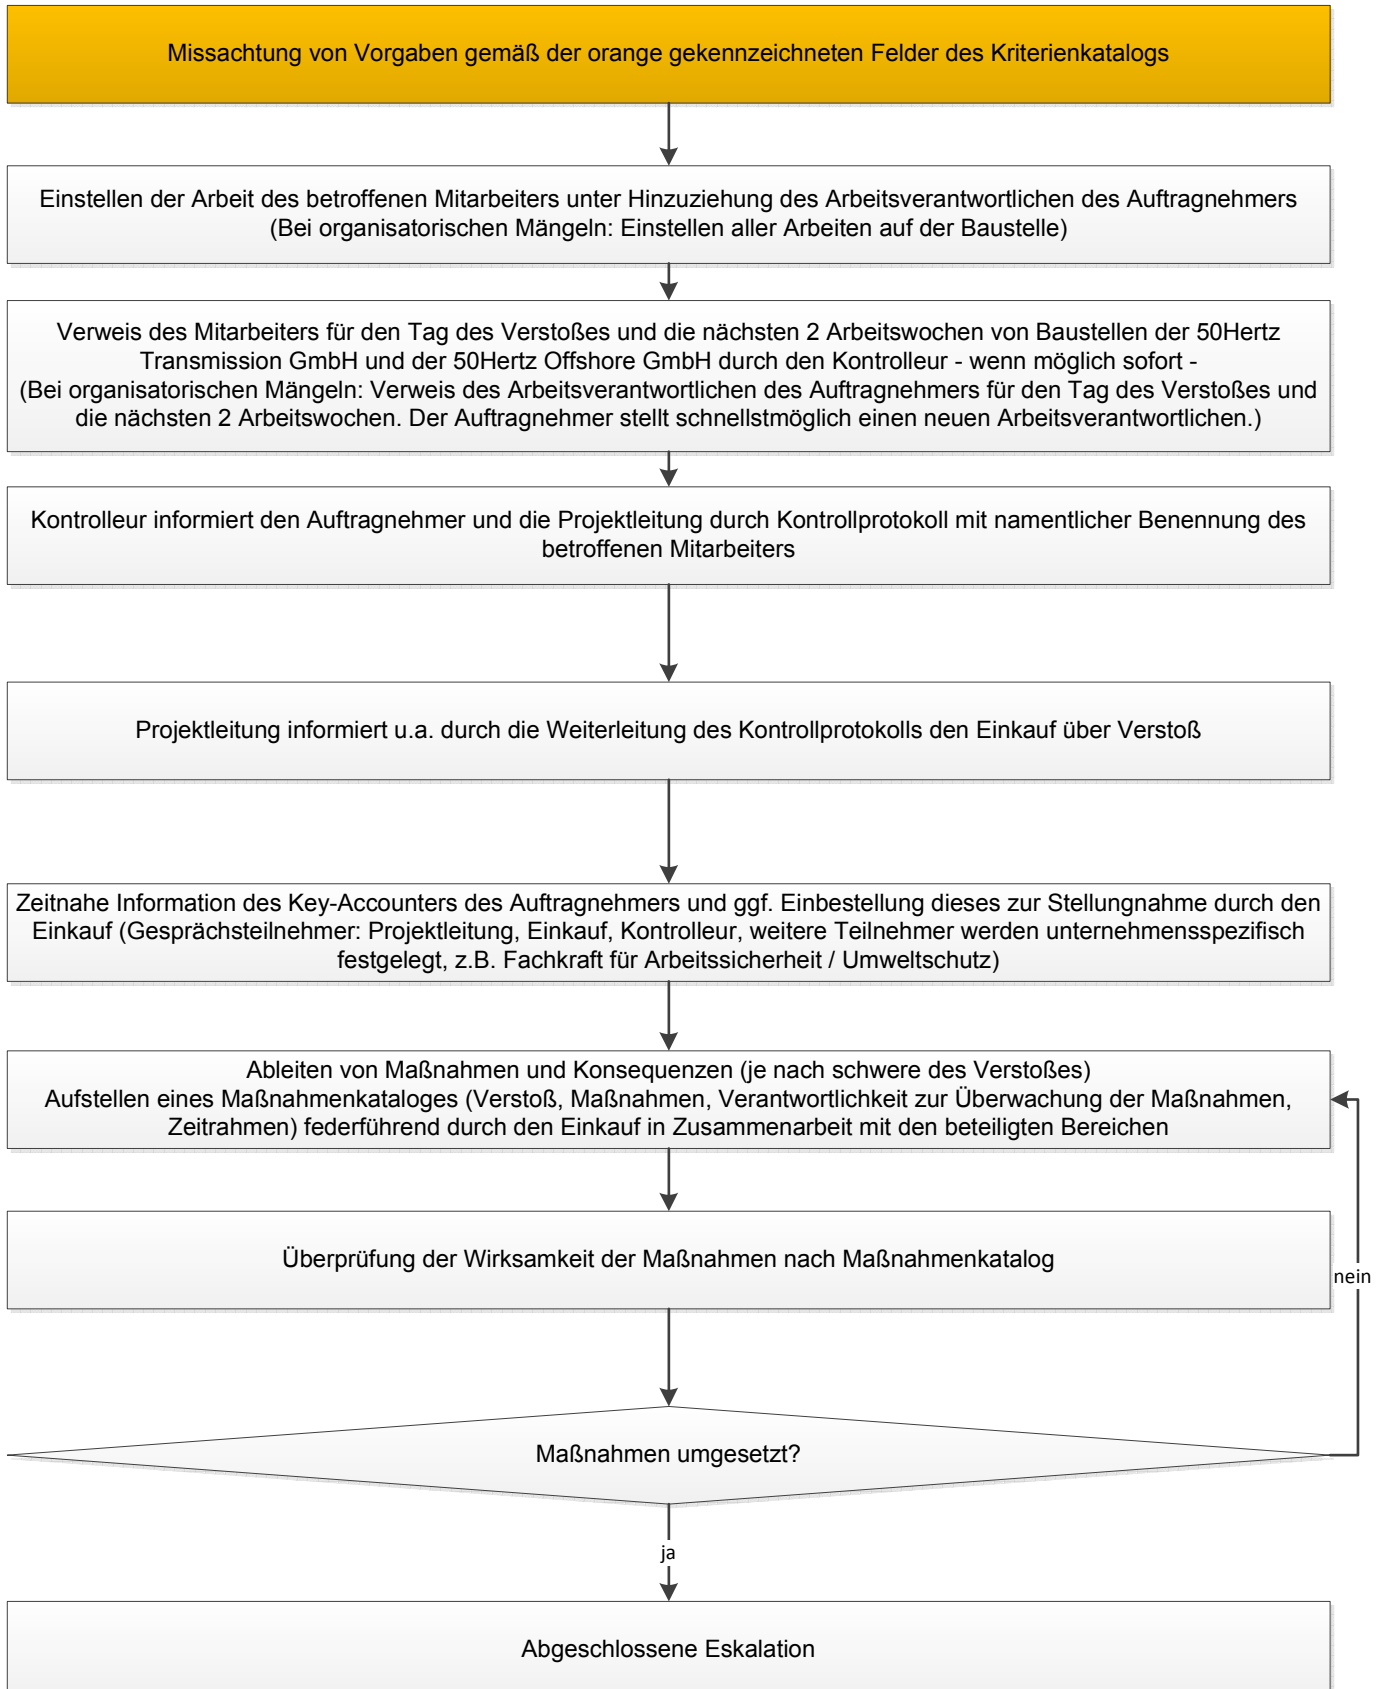 Missachtung von Vorgaben gemäß der orange gekennzeichneten Felder des Kriterienkatalogs
Einstellen der Arbeit des betroffenen Mitarbeiters unter Hinzuziehung des Arbeitsverantwortlichen des Auftragnehmers
(Bei organisatorischen Mängeln: Einstellen aller Arbeiten auf der Baustelle)
Verweis des Mitarbeiters für den Tag des Verstoßes und die nächsten 2 Arbeitswochen von Baustellen der 50Hertz
Transmission GmbH und der 50Hertz Offshore GmbH durch den Kontrolleur - wenn möglich sofort -
(Bei organisatorischen Mängeln: Verweis des Arbeitsverantwortlichen des Auftragnehmers für den Tag des Verstoßes und
die nächsten 2 Arbeitswochen. Der Auftragnehmer stellt schnellstmöglich einen neuen Arbeitsverantwortlichen.)
Kontrolleur informiert den Auftragnehmer und die Projektleitung durch Kontrollprotokoll mit namentlicher Benennung des
betroffenen Mitarbeiters
Projektleitung informiert u.a. durch die Weiterleitung des Kontrollprotokolls den Einkauf über Verstoß
Zeitnahe Information des Key-Accounters des Auftragnehmers und ggf. Einbestellung dieses zur Stellungnahme durch den
Einkauf (Gesprächsteilnehmer: Projektleitung, Einkauf, Kontrolleur, weitere Teilnehmer werden unternehmensspezifisch
festgelegt, z.B. Fachkraft für Arbeitssicherheit / Umweltschutz)
Ableiten von Maßnahmen und Konsequenzen (je nach schwere des Verstoßes)
Aufstellen eines Maßnahmenkataloges (Verstoß, Maßnahmen, Verantwortlichkeit zur Überwachung der Maßnahmen,
Zeitrahmen) federführend durch den Einkauf in Zusammenarbeit mit den beteiligten Bereichen
Überprüfung der Wirksamkeit der Maßnahmen nach Maßnahmenkatalog
nein
Maßnahmen umgesetzt?
ja
Abgeschlossene Eskalation